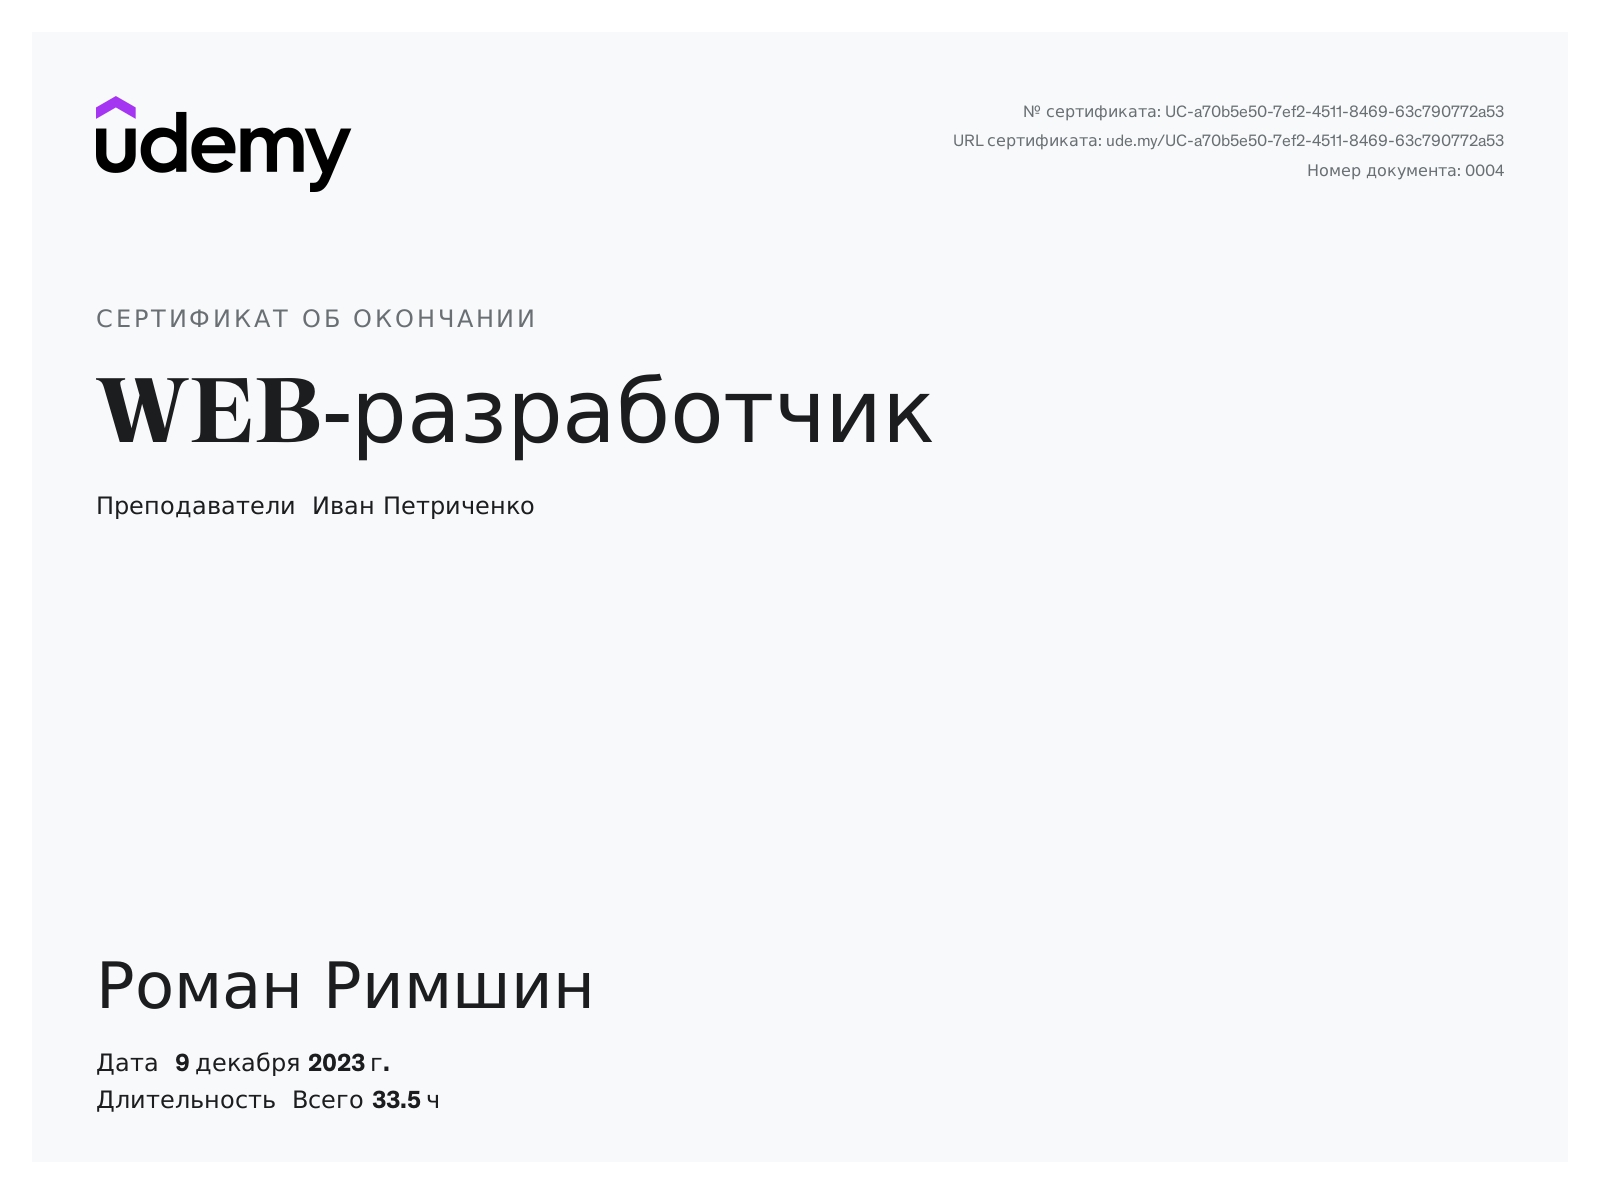 udemy
№ сертификата: UC-a70b5e50-7ef2-4511-8469-63c790772a53
URL сертификата: ude.my/UC-a70b5e50-7ef2-4511-8469-63c790772a53
Номер документа: 0004
СЕРТИФИКАТ ОБ ОКОНЧАНИИ
WEB-разработчик
Преподаватели Иван Петриченко
Роман Римшин
Дата 9 декабря 2023 г.
Длительность Всего 33.5 ч